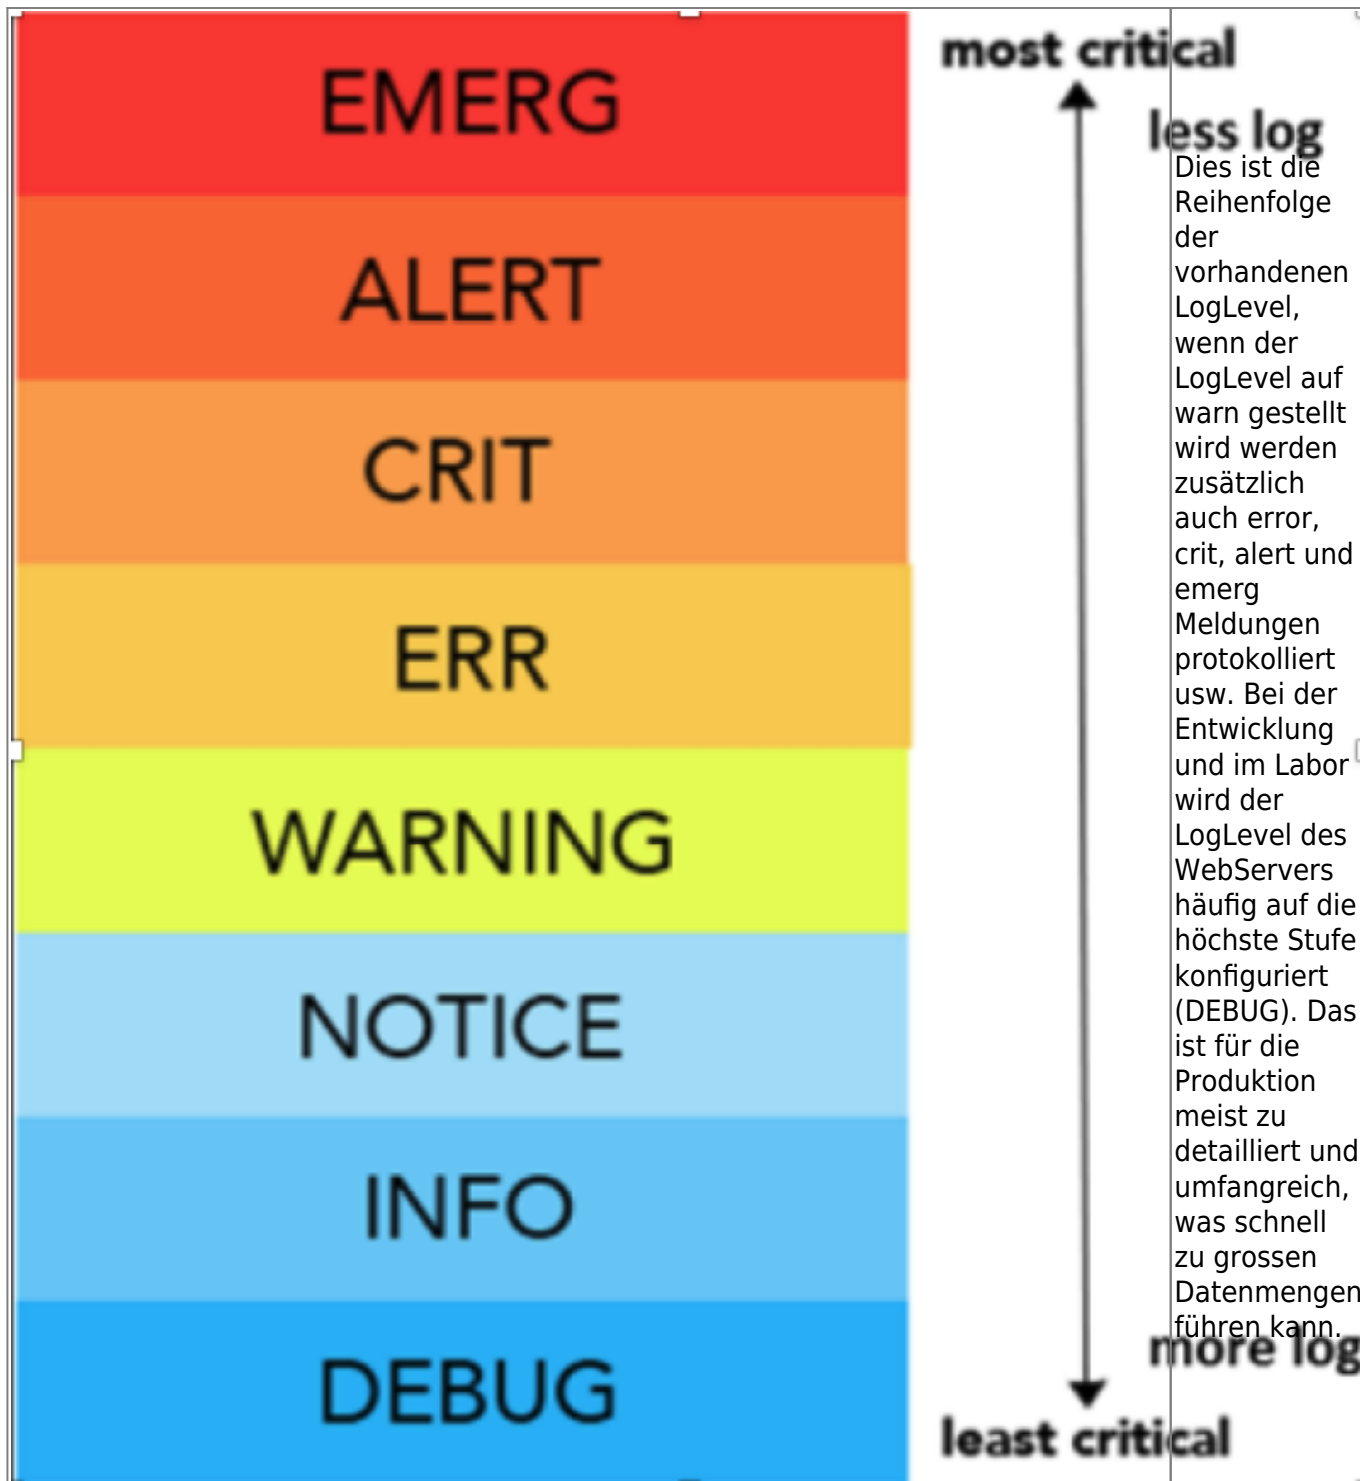 EMERG
ALERT
CRIT
ERR
WARNING
NOTICE
INFO
DEBUG
most critical
less log
Dies ist die
Reihenfolge
der
vorhandenen
LogLevel,
wenn der
LogLevel auf
warn gestellt
wird werden
zusätzlich
auch error,
crit, alert und
emerg
Meldungen
protokolliert
usw. Bei der
Entwicklung
und im Labor
wird der
LogLevel des
WebServers
häufig auf die
höchste Stufe
konfiguriert
(DEBUG). Das
ist für die
Produktion
meist zu
detailliert und
umfangreich,
was schnell
zu grossen
Datenmengen
führen kann.
more log
least critical